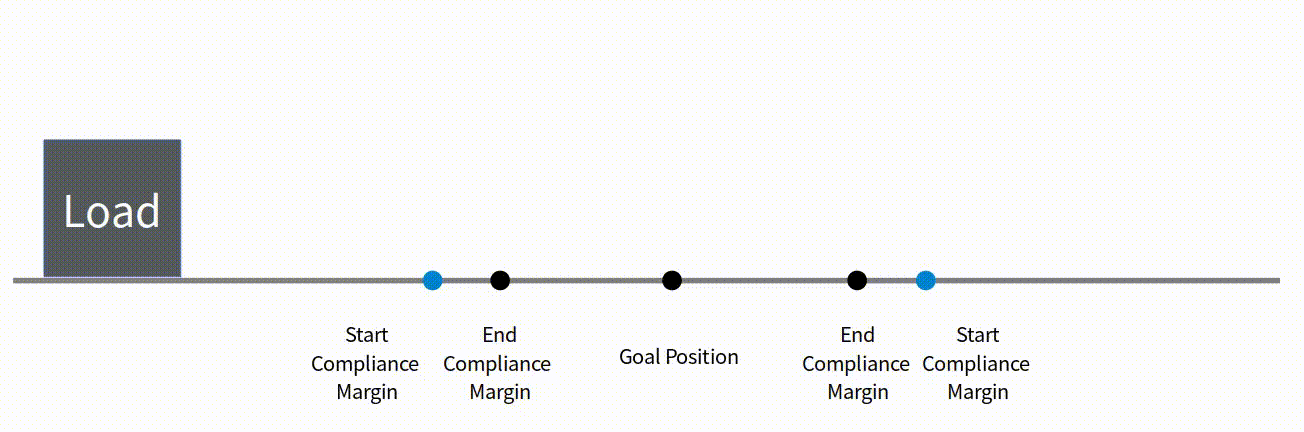 Load
Start
Compliance
Margin
End
Compliance
Margin
Goal Position
End
Compliance
Margin
Start
Compliance
Margin